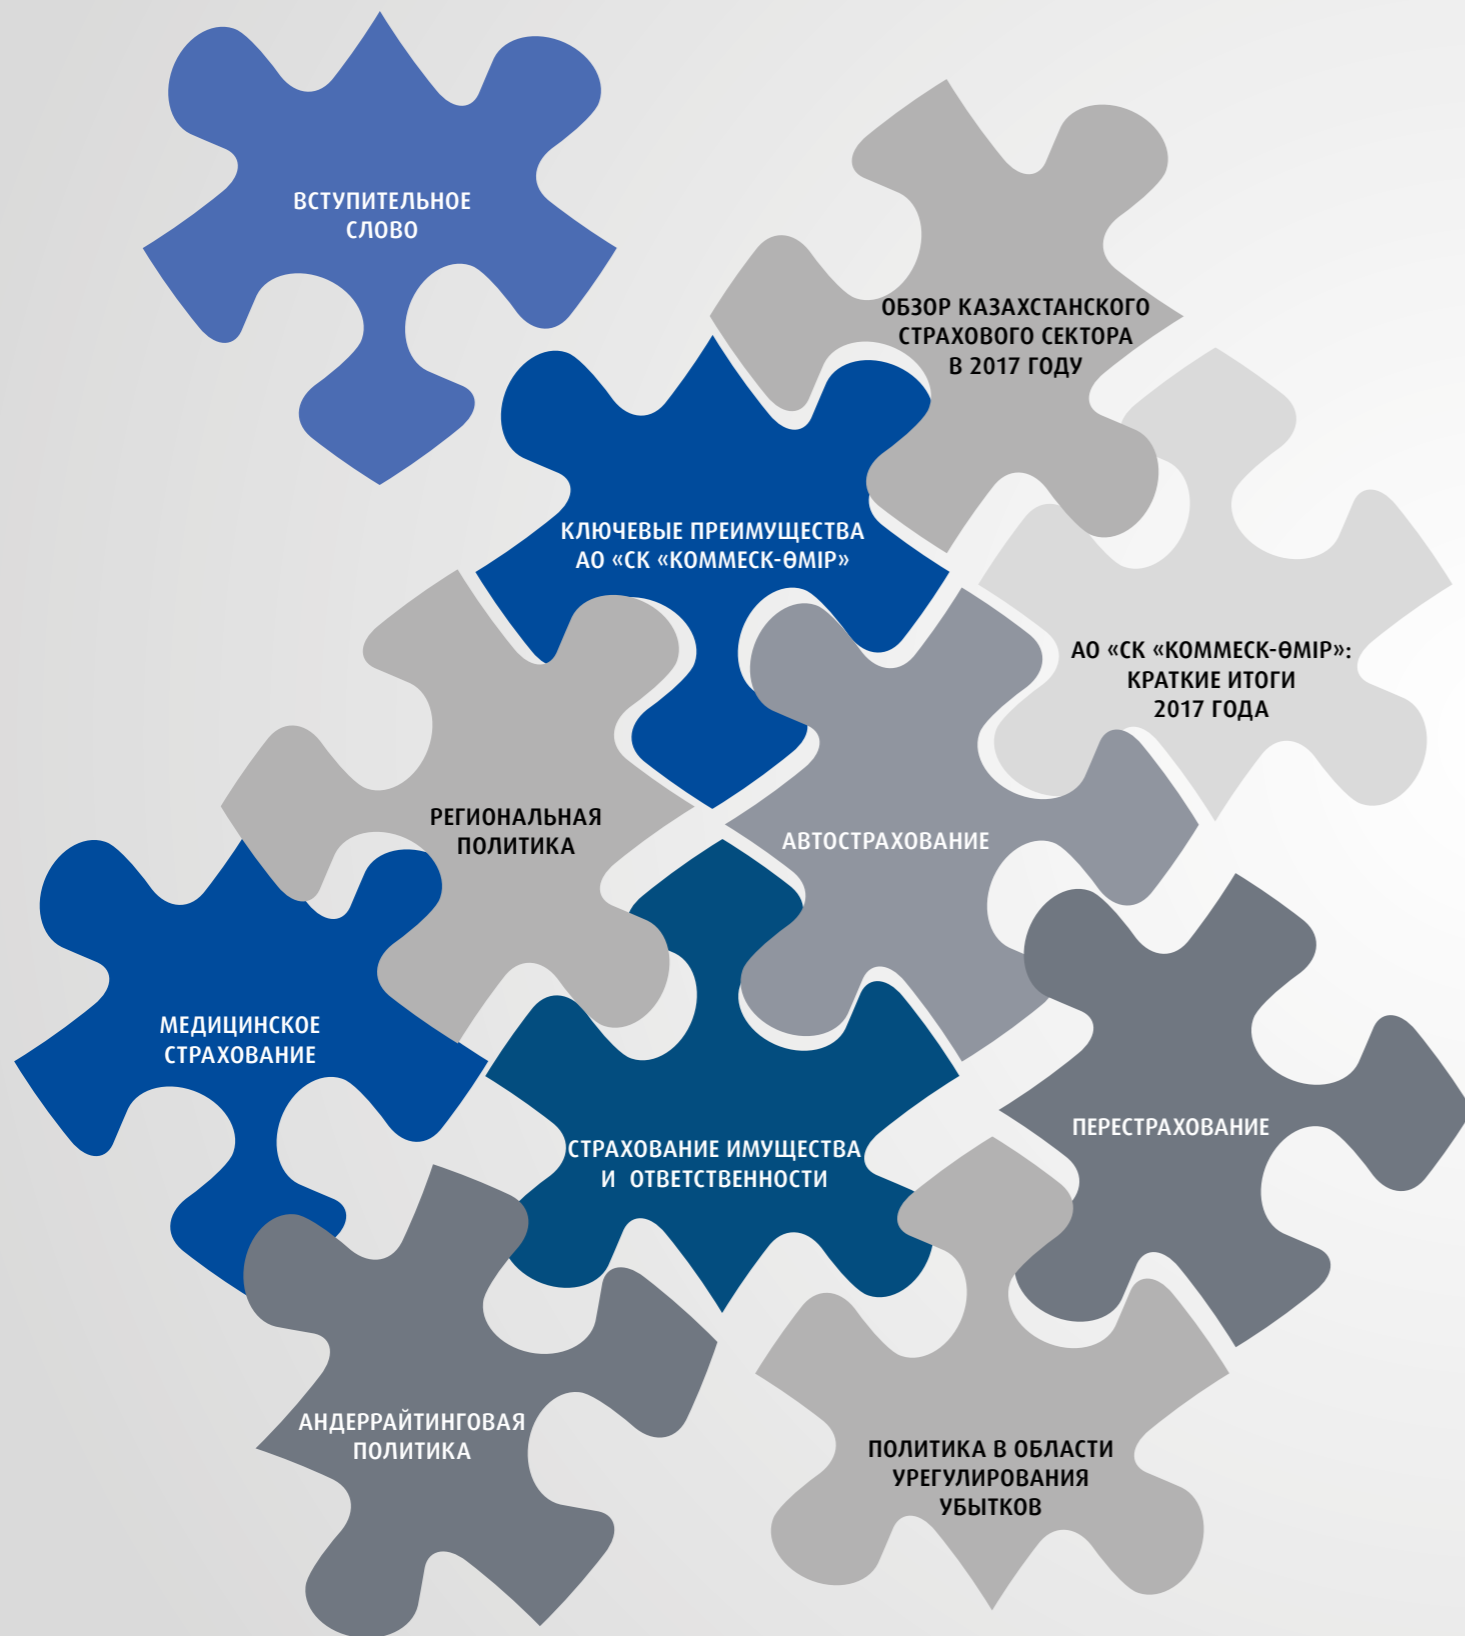 ВСТУПИТЕЛЬНОЕ
СЛОВО
ОБЗОР КАЗАХСТАНСКОГО
СТРАХОВОГО СЕКТОРА
В 2017 ГОДУ
КЛЮЧЕВЫЕ ПРЕИМУЩЕСТВА
АО «СК «КОММЕСК-ӨМІР»
АО «СК «КОММЕСК-ӨМІР»:
КРАТКИЕ ИТОГИ
2017 ГОДА
РЕГИОНАЛЬНАЯ
ПОЛИТИКА
АВТОСТРАХОВАНИЕ
МЕДИЦИНСКОЕ
СТРАХОВАНИЕ
СТРАХОВАНИЕ ИМУЩЕСТВА
И ОТВЕТСТВЕННОСТИ
ПЕРЕСТРАХОВАНИЕ
АНДЕРРАЙТИНГОВАЯ
ПОЛИТИКА
ПОЛИТИКА В ОБЛАСТИ
УРЕГУЛИРОВАНИЯ
УБЫТКОВ